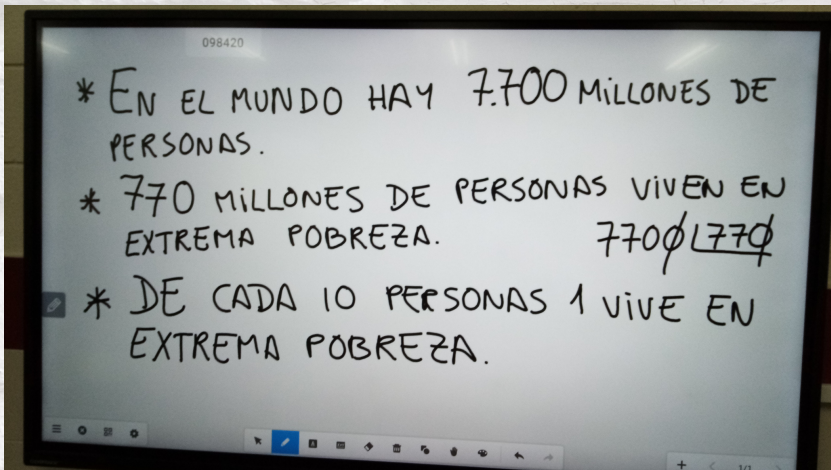 098420
* EN EL MUNDO HAY 7.700 MILLONES DE
PERSONAS.
* 770 MILLONES DE PERSONAS VIVEN EN
EXTREMA POBREZA. 7700 770
* DE CADA 10 PERSONAS 1 VIVE EN
EXTREMA POBREZA.